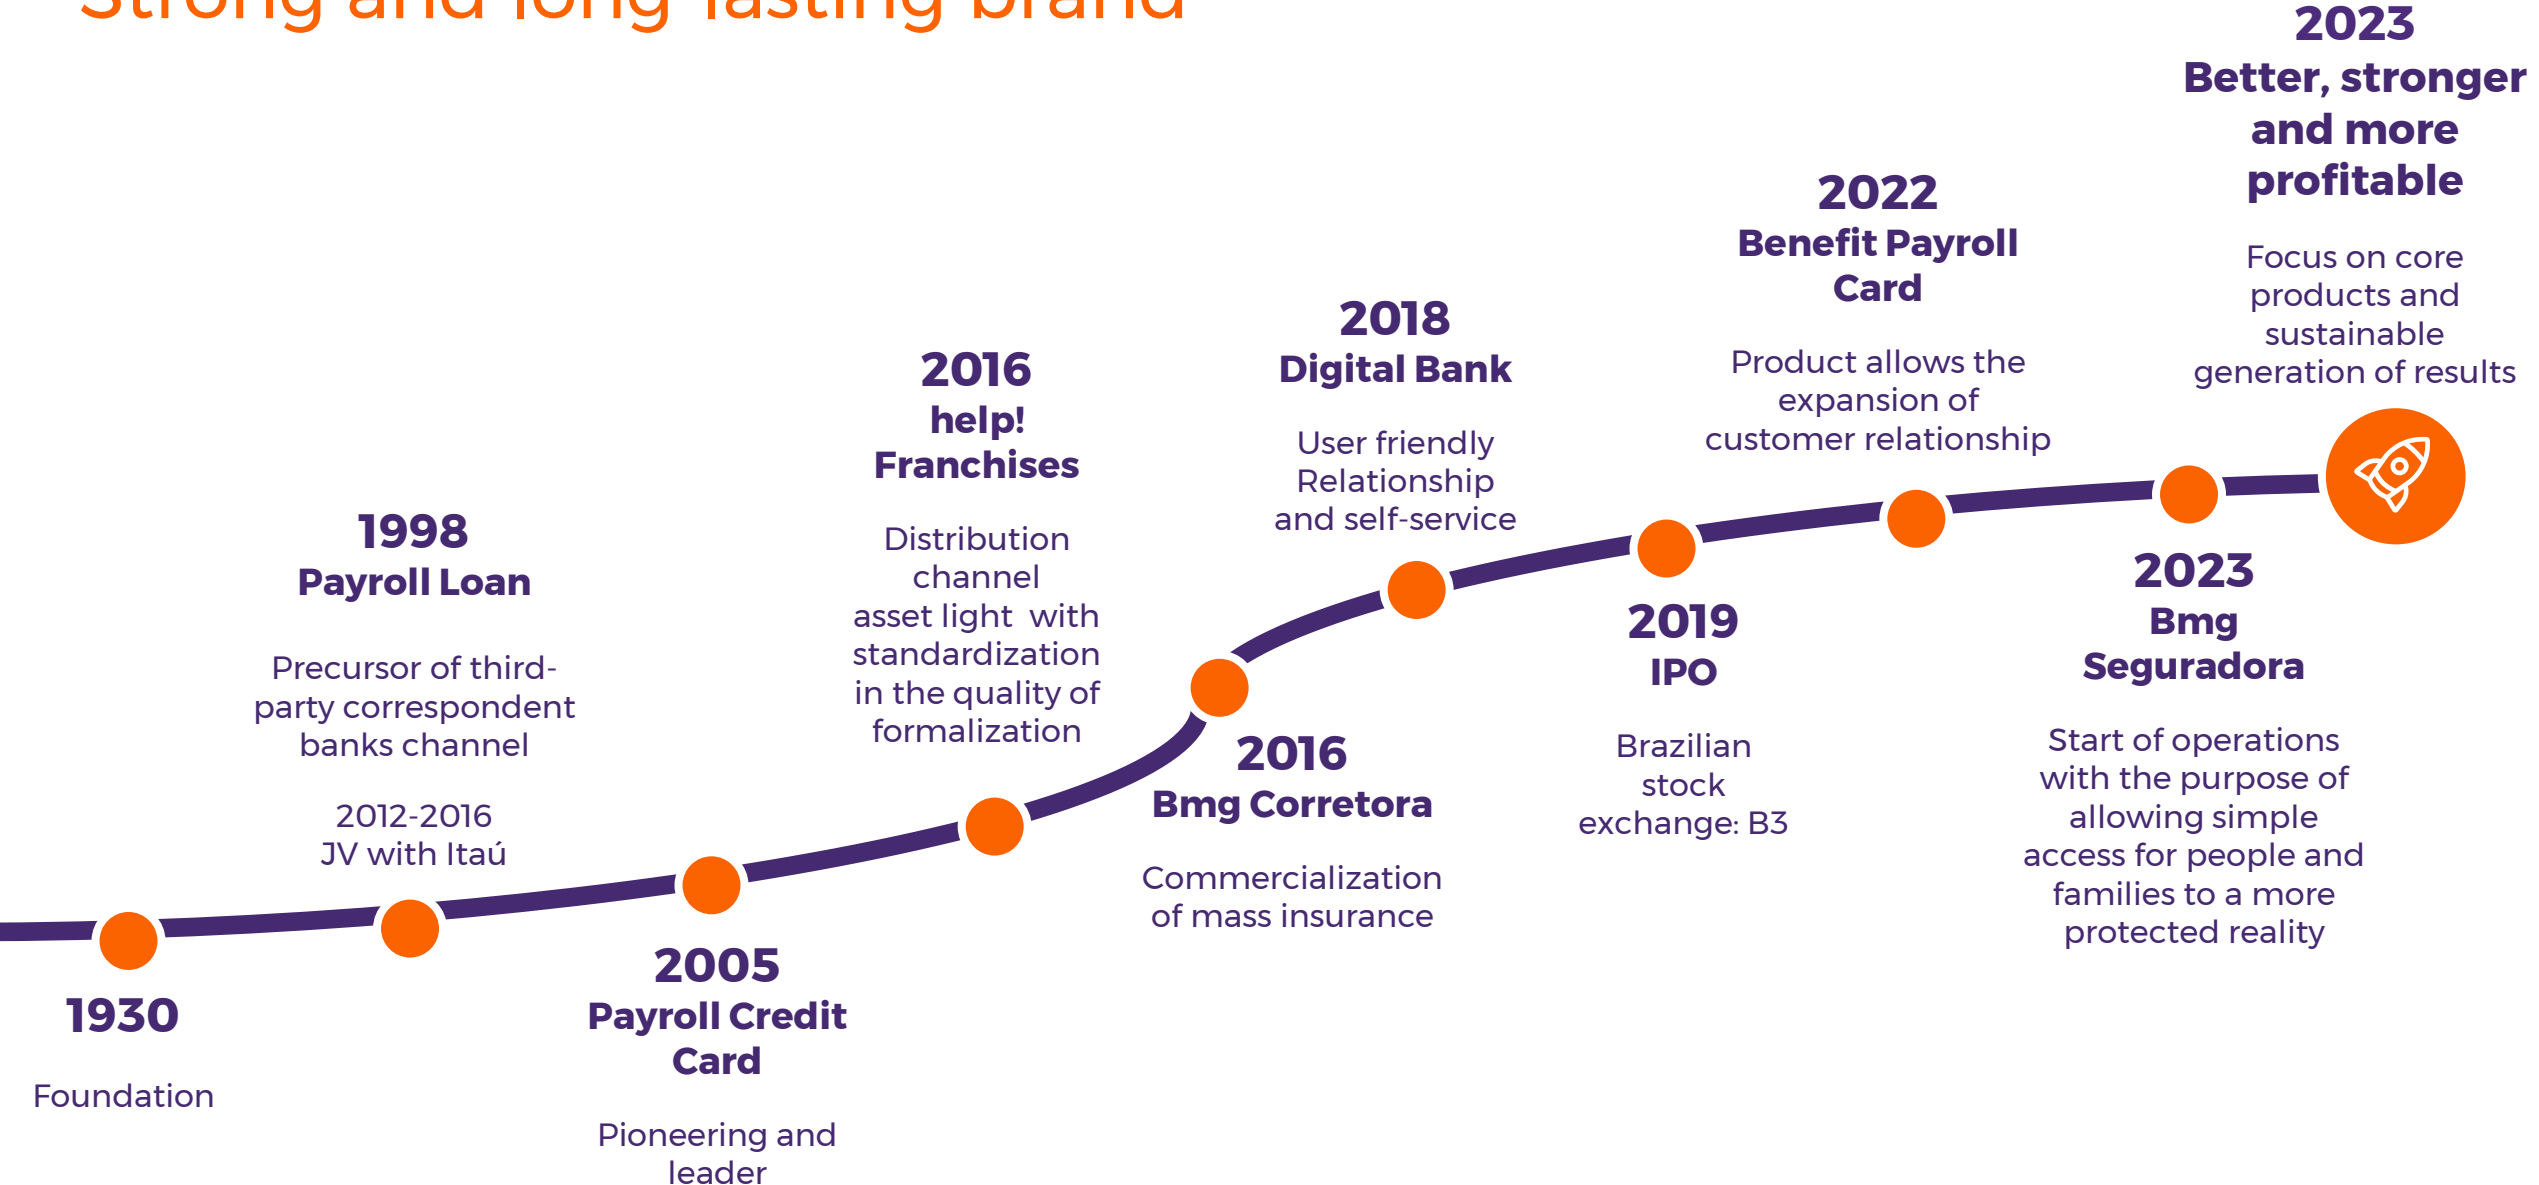 Strong and long-lasting brand
1930
Foundation
1998
Payroll Loan
Precursor of third-
party correspondent
banks channel
2012-2016
JV with Itaú
2005
Payroll Credit
Card
Pioneering and
leader
2016
help!
Franchises
Distribution
channel
asset light with
standardization
in the quality of
formalization
2016
Bmg Corretora
Commercialization
of mass insurance
2018
Digital Bank
User friendly
Relationship
and self-service
2019
IPO
Brazilian
stock
exchange: B3
2022
Benefit Payroll
Card
Product allows the
expansion of
customer relationship
2023
Bmg
Seguradora
Start of operations
with the purpose of
allowing simple
access for people and
families to a more
protected reality
2023
Better, stronger
and more
profitable
Focus on core
products and
sustainable
generation of results